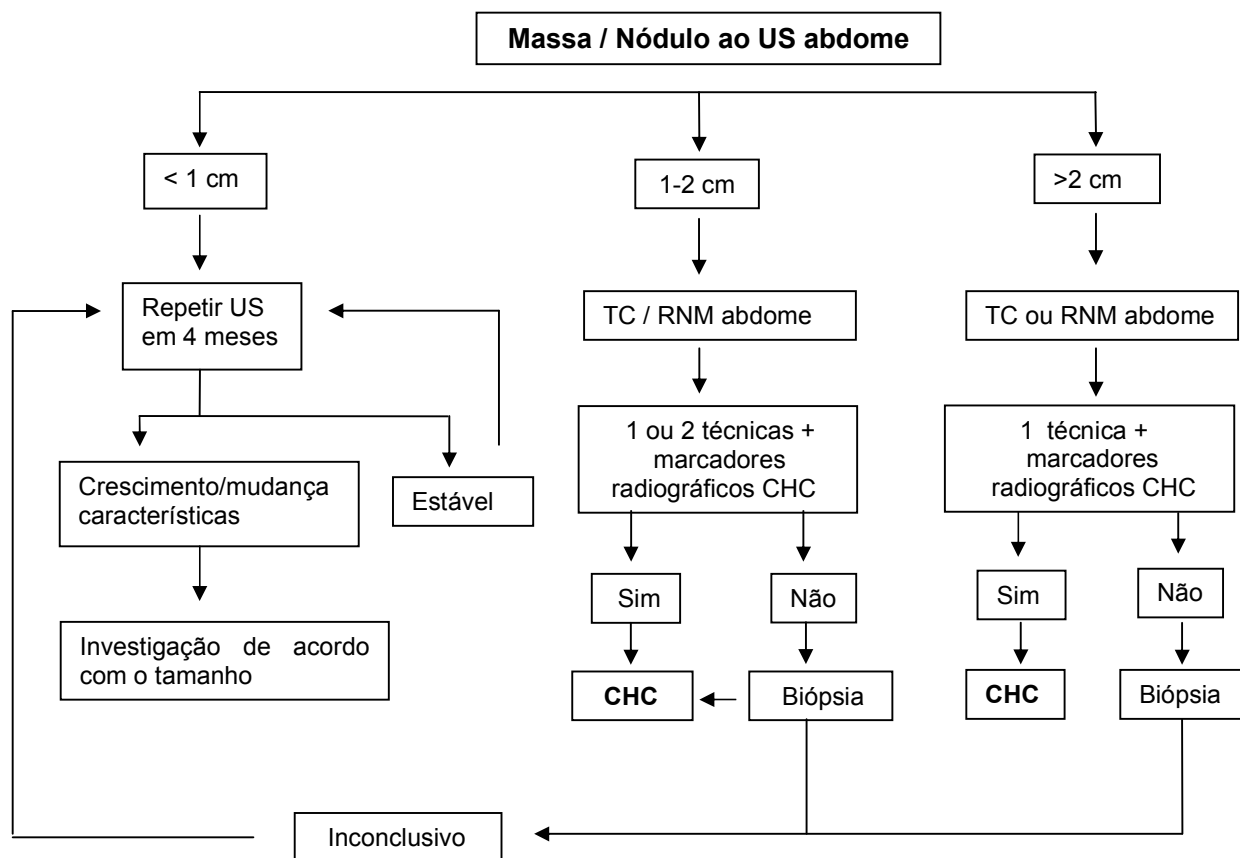 Massa / Nódulo ao US abdome
< 1 cm
1-2 cm
>2 cm
Repetir US
em 4 meses
TC / RNM abdome
TC ou RNM abdome
Crescimento/mudança
características
Estável
1 ou 2 técnicas +
marcadores
radiográficos CHC
1 técnica +
marcadores
radiográficos CHC
Investigação de acordo
com o tamanho
Sim
Não
Sim
Não
CHC
Biópsia
CHC
Biópsia
Inconclusivo